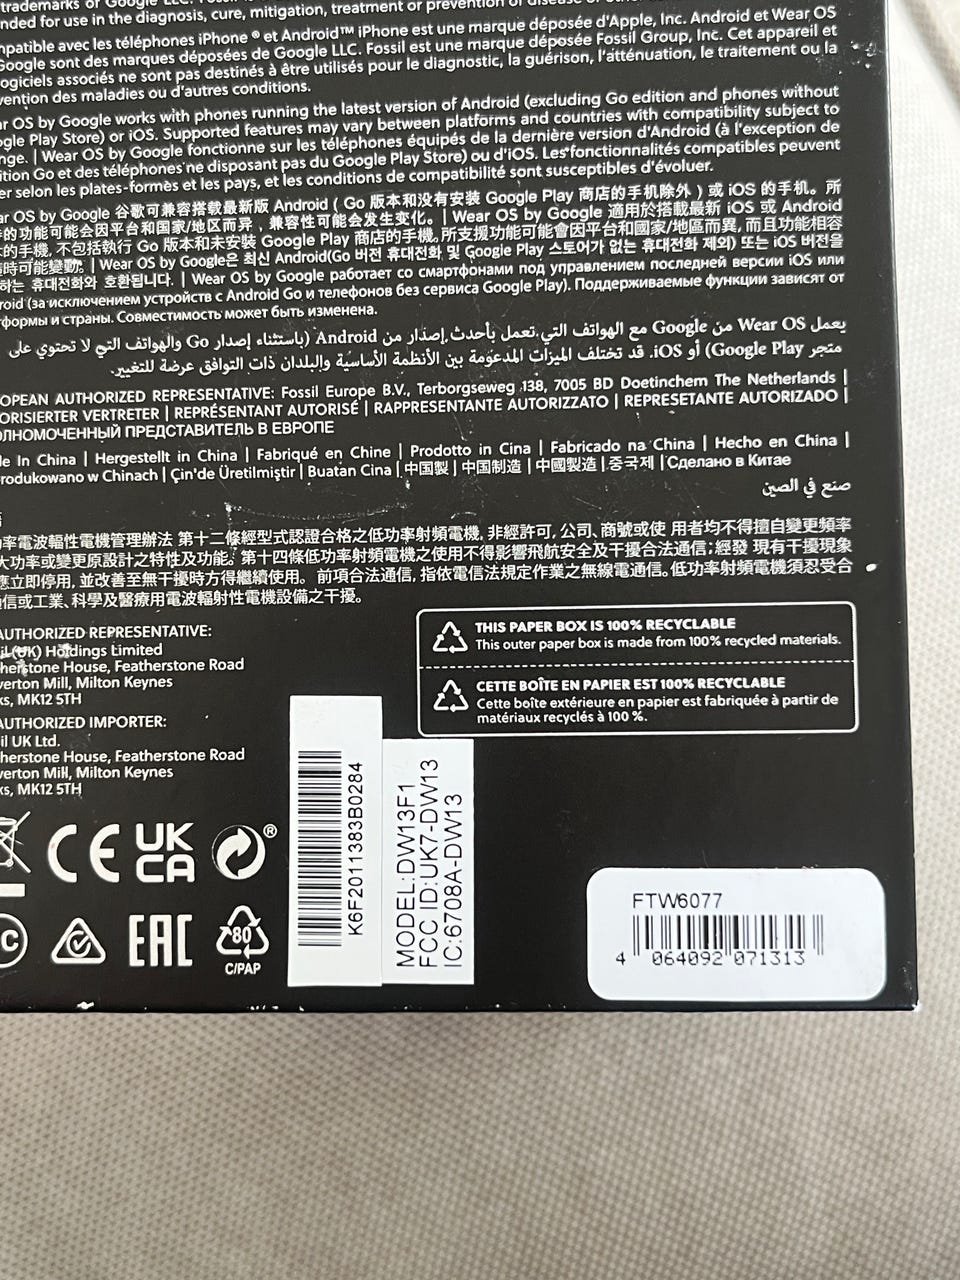 trademarks of Google LLC.
nded for use in the diagnosis, cure, mitigation, treatment or prevention of disease or other
mpatible avec les téléphones iPhone ® et Android™ iPhone est une marque déposée d'Apple, Inc. Android et Wear OS
Google sont des marques déposées de Google LLC. Fossil est une marque déposée Fossil Group, Inc. Cet appareil et
ogiciels associés ne sont pas destinés à être utilisés pour le diagnostic, la guérison, l'atténuation, le traitement ou la
vention des maladies ou d'autres conditions.
ar OS by Google works with phones running the latest version of Android (excluding Go edition and phones without
ogle Play Store) or iOS. Supported features may vary between platforms and countries with compatibility subject to
nge. | Wear OS by Google fonctionne sur les téléphones équipés de la dernière version d'Android (à l'exception de
ition Go et des téléphones ne disposant pas du Google Play Store) ou d'iOS. Les fonctionnalités compatibles peuvent
er selon les plates-formes et les pays, et les conditions de compatibilité sont susceptibles d'évoluer.
ar OS by Google 谷歌可兼容搭载最新版 Android ( Go 版本和没有安装 Google Play 商店的手机除外 ) 或 iOS 的手机。所
的功能可能会因平台和国家/地区而异，兼容性可能会发生变化。| Wear OS by Google 適用於搭載最新 iOS 或 Android
的手機, 不包括執行 Go 版本和未安裝 Google Play 商店的手機。所支援功能可能會因平台和國家/地區而異, 而且功能相容
時可能變動。| Wear OS by Google은 최신 Android(Go 버전 휴대전화 및 Google Play 스토어가 없는 휴대전화 제외) 또는 iOS 버전을
하는 휴대전화와 호환됩니다. | Wear OS by Google работает со смартфонами под управлением последней версии iOS или
roid (за исключением устройств с Android Go и телефонов без сервиса Google Play). Поддерживаемые функции зависят от
формы и страны. Совместимость может быть изменена.
يعمل Wear OS من Google مع الهواتف التي تعمل بأحدث إصدار من Android (باستثناء إصدار Go والهواتف التي لا تحتوي على
متجر Google Play) أو iOS. قد تختلف الميزات المدعومة بين الأنظمة الأساسية والبلدان ذات التوافق عرضة للتغيير.
OPEAN AUTHORIZED REPRESENTATIVE: Fossil Europe B.V., Terborgseweg 138, 7005 BD Doetinchem The Netherlands |
ORISIERTER VERTRETER | REPRÉSENTANT AUTORISÉ | RAPPRESENTANTE AUTORIZZATO | REPRESETANTE AUTORIZADO |
ОЛНОМОЧЕННЫЙ ПРЕДСТАВИТЕЛЬ В ЕВРОПЕ
de In China | Hergestellt in China | Fabriqué en Chine | Prodotto in Cina | Fabricado na China | Hecho en China |
rodukowano w Chinach | Çin'de Üretilmiştir | Buatan Cina | 中国製 | 中国制造 | 中國製造 | 중국제 | Сделано в Китае
صنع في الصين
率電波輻性電機管理辦法 第十二條經型式認證合格之低功率射頻電機, 非經許可, 公司、商號或使 用者均不得擅自變更頻率
大功率或變更原設計之特性及功能。第十四條低功率射頻電機之使用不得影響飛航安全及干擾合法通信；經發 現有干擾現象
應立即停用, 並改善至無干擾時方得繼續使用。 前項合法通信, 指依電信法規定作業之無線電通信。低功率射頻電機須忍受合
通信或工業、科學及醫療用電波輻射性電機設備之干擾。
THIS PAPER BOX IS 100% RECYCLABLE
This outer paper box is made from 100% recycled materials.
CETTE BOÎTE EN PAPIER EST 100% RECYCLABLE
Cette boîte extérieure en papier est fabriquée à partir de
matériaux recyclés à 100 %.
AUTHORIZED REPRESENTATIVE:
il (UK) Holdings Limited
herstone House, Featherstone Road
verton Mill, Milton Keynes
ks, MK12 5TH
AUTHORIZED IMPORTER:
il UK Ltd.
herstone House, Featherstone Road
verton Mill, Milton Keynes
ks, MK12 5TH
CE
UK
CA
®
C
EAC
80
C/PAP
K6F2011383B0284
MODEL:DW13F1
FCC ID:UK7-DW13
IC:6708A-DW13
FTW6077
4 064092 071313